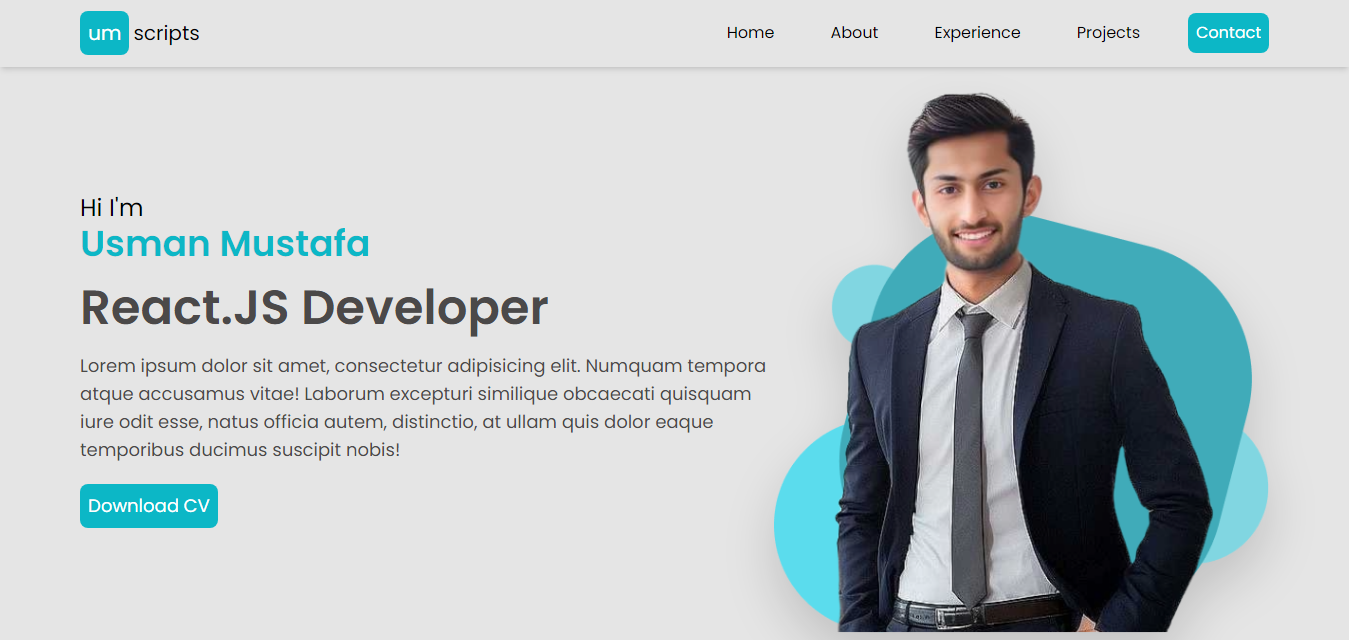 um scripts
Home About Experience Projects Contact
Hi I'm
Usman Mustafa
React.JS Developer
Lorem ipsum dolor sit amet, consectetur adipisicing elit. Numquam tempora
atque accusamus vitae! Laborum excepturi similique obcaecati quisquam
iure odit esse, natus officia autem, distinctio, at ullam quis dolor eaque
temporibus ducimus suscipit nobis!
Download CV